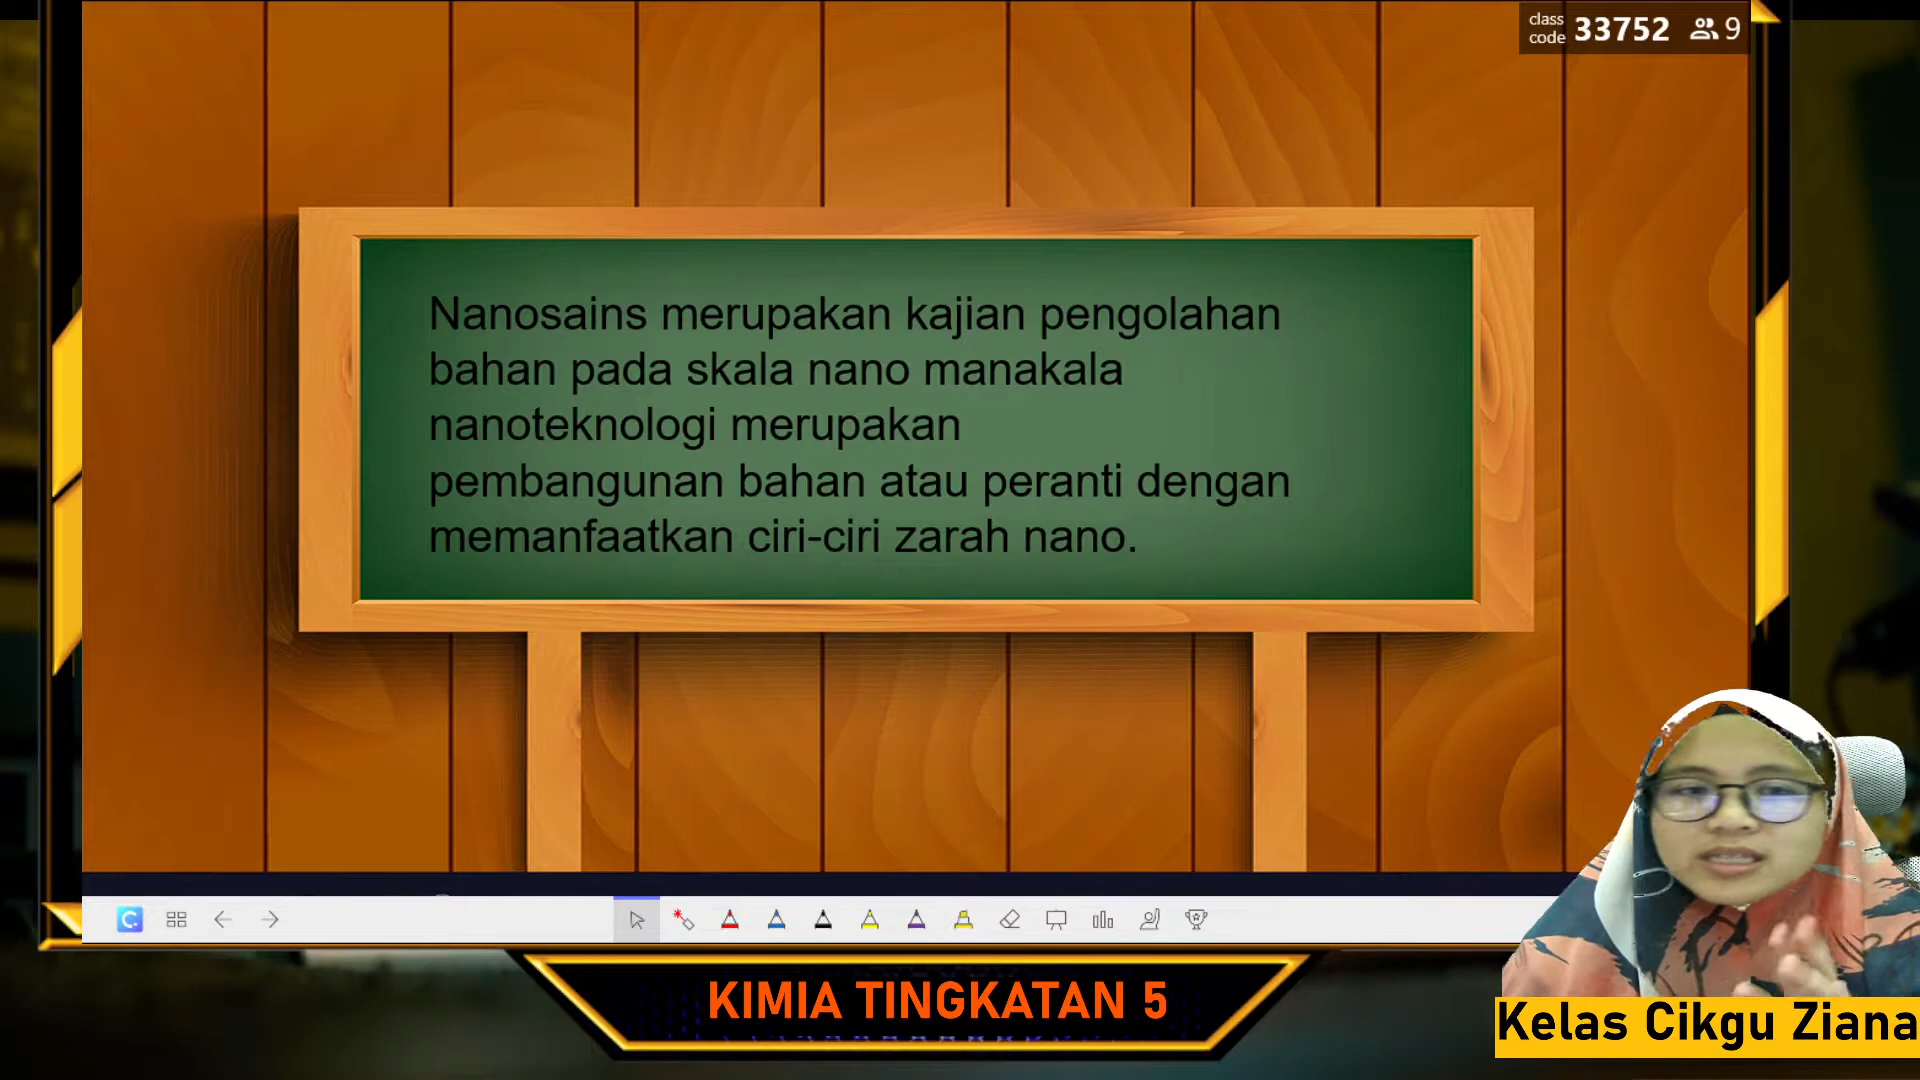 class
code 33752 9
Nanosains merupakan kajian pengolahan
bahan pada skala nano manakala
nanoteknologi merupakan
pembangunan bahan atau peranti dengan
memanfaatkan ciri-ciri zarah nano.
KIMIA TINGKATAN 5
Kelas Cikgu Ziana